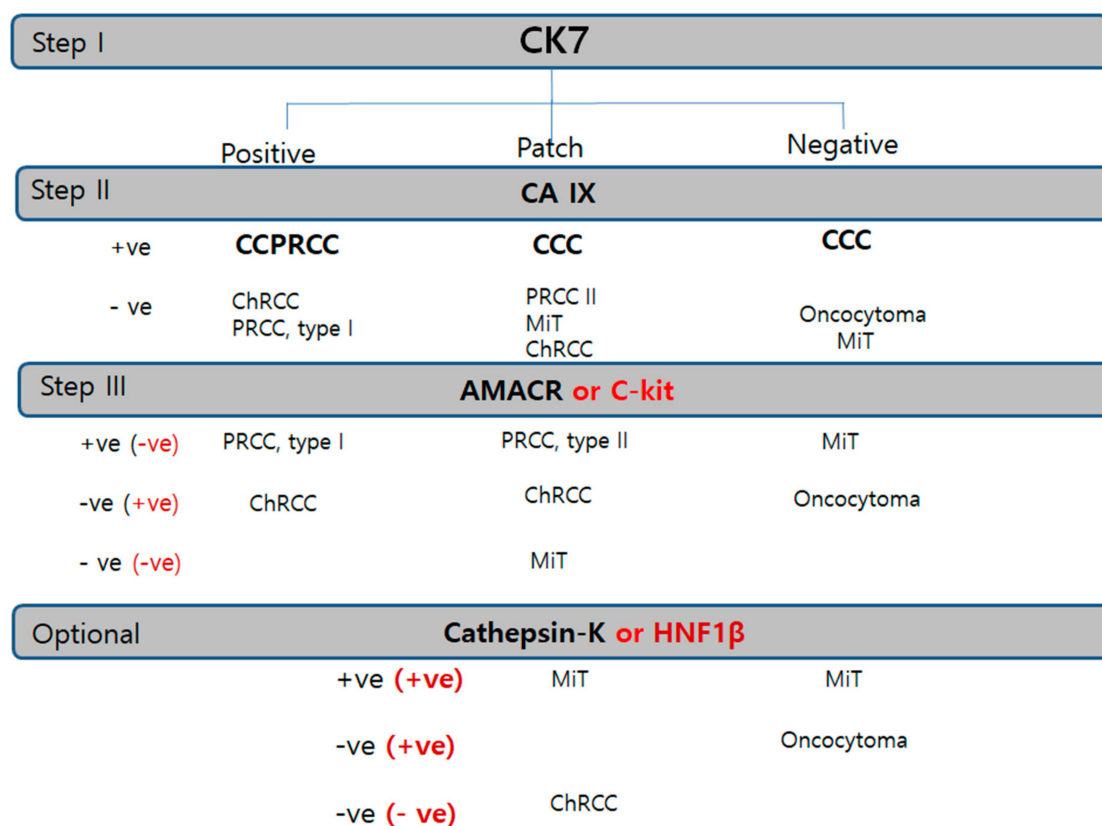 Step I CK7
Positive Patch Negative
Step II CA IX
+ve CCPRCC CCC CCC
- ve ChRCC PRCC II Oncocytoma
PRCC, type I MiT MiT
ChRCC
Step III AMACR or C-kit
+ve (-ve) PRCC, type I PRCC, type II MiT
-ve (+ve) ChRCC ChRCC Oncocytoma
- ve (-ve) MiT
Optional Cathepsin-K or HNF1β
+ve (+ve) MiT MiT
-ve (+ve) Oncocytoma
-ve (- ve) ChRCC